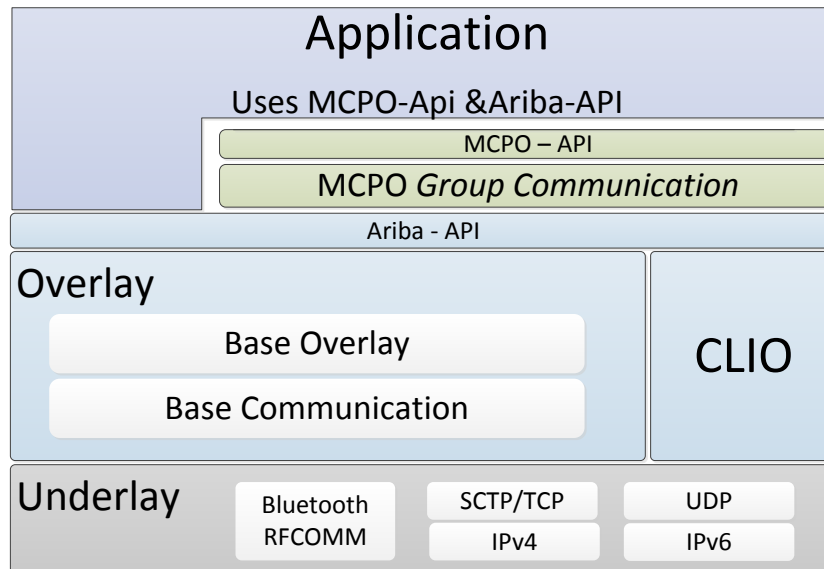 Application
Uses MCPO-Api &Ariba-API
MCPO – API
MCPO Group Communication
Ariba - API
Overlay
Base Overlay
Base Communication
CLIO
Underlay
Bluetooth
RFCOMM
SCTP/TCP
IPv4
UDP
IPv6